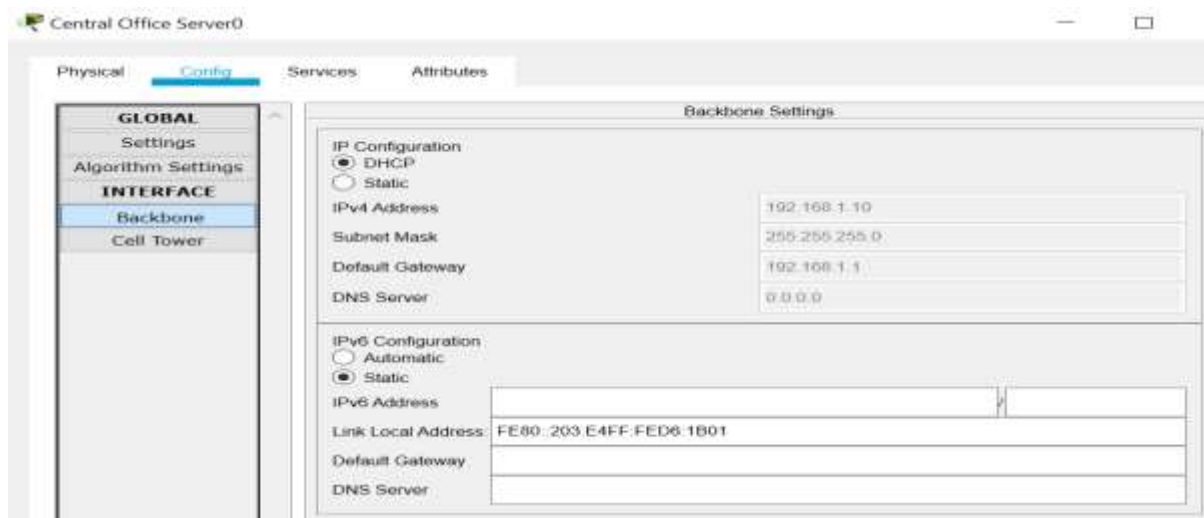 Central Office Server0
Physical Config Services Attributes
GLOBAL
Settings
Algorithm Settings
INTERFACE
Backbone
Cell Tower
Backbone Settings
IP Configuration
DHCP
Static
IPv4 Address 192.168.1.10
Subnet Mask 255.255.255.0
Default Gateway 192.168.1.1
DNS Server 0.0.0.0
IPv6 Configuration
Automatic
Static
IPv6 Address /
Link Local Address: FE80::203:E4FF:FED6:1B01
Default Gateway
DNS Server